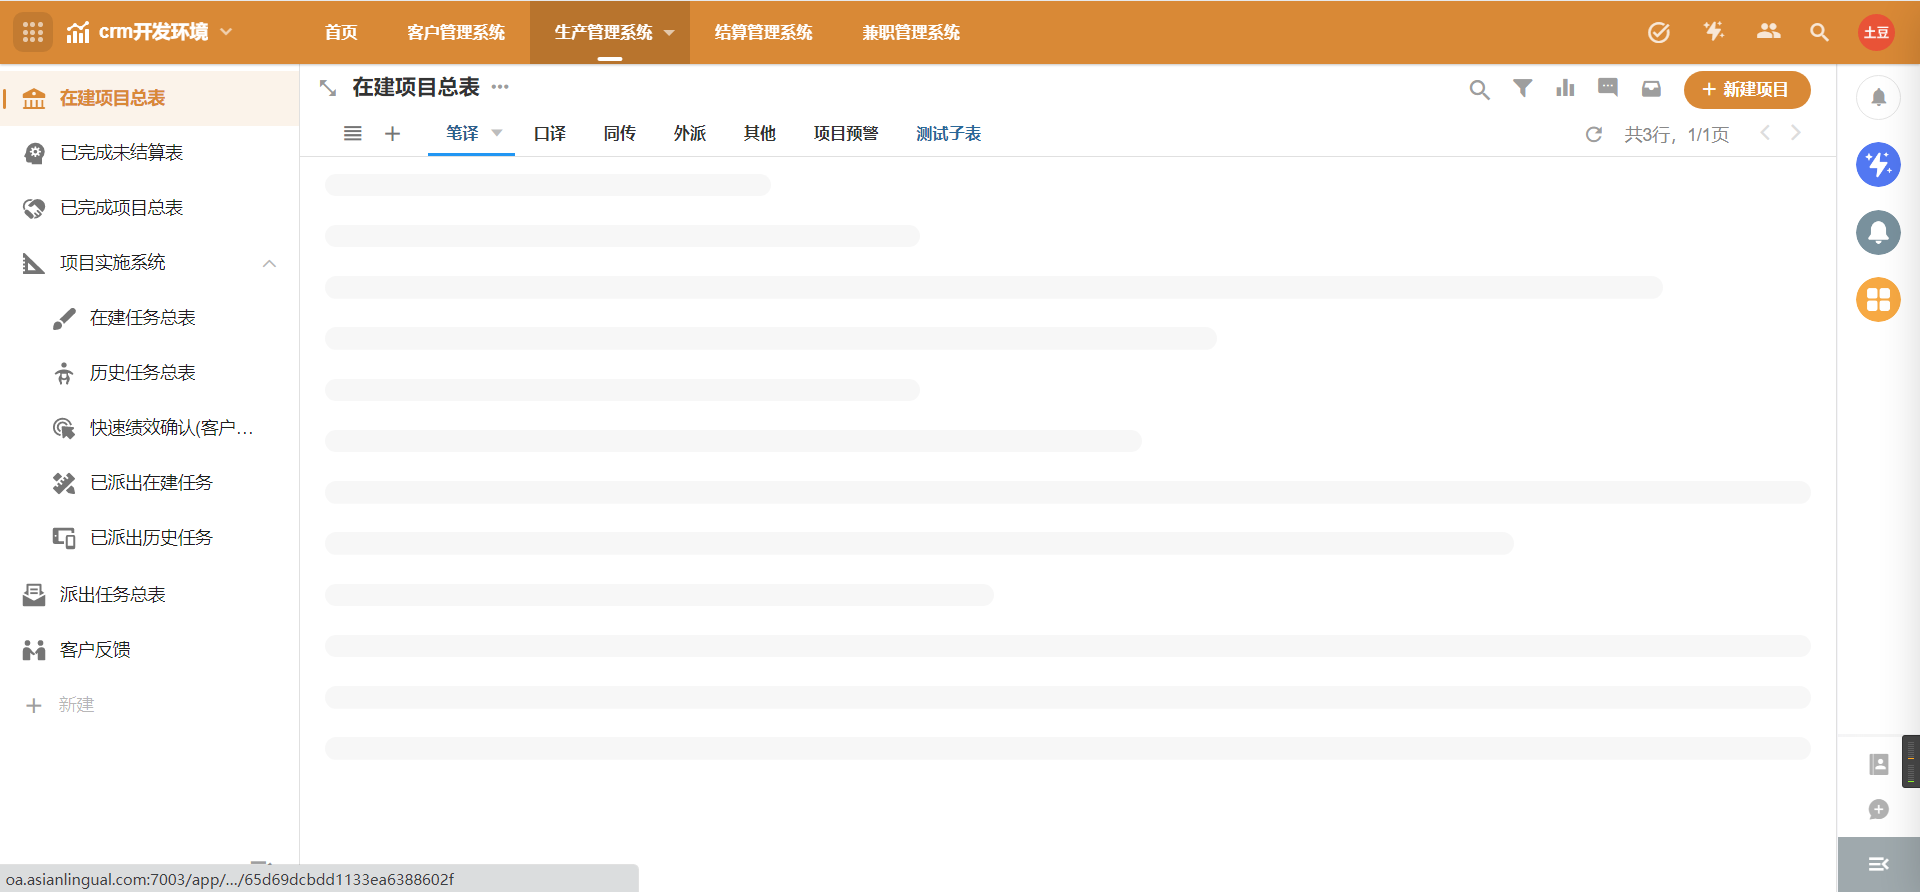 crm开发环境
首页
客户管理系统
生产管理系统
结算管理系统
兼职管理系统
土豆
在建项目总表
已完成未结算表
已完成项目总表
项目实施系统
在建任务总表
历史任务总表
快速绩效确认(客户...
已派出在建任务
已派出历史任务
派出任务总表
客户反馈
新建
在建项目总表
新建项目
笔译
口译
同传
外派
其他
项目预警
测试子表
共3行，1/1页
oa.asianlingual.com:7003/app/.../65d69dcbdd1133ea6388602f